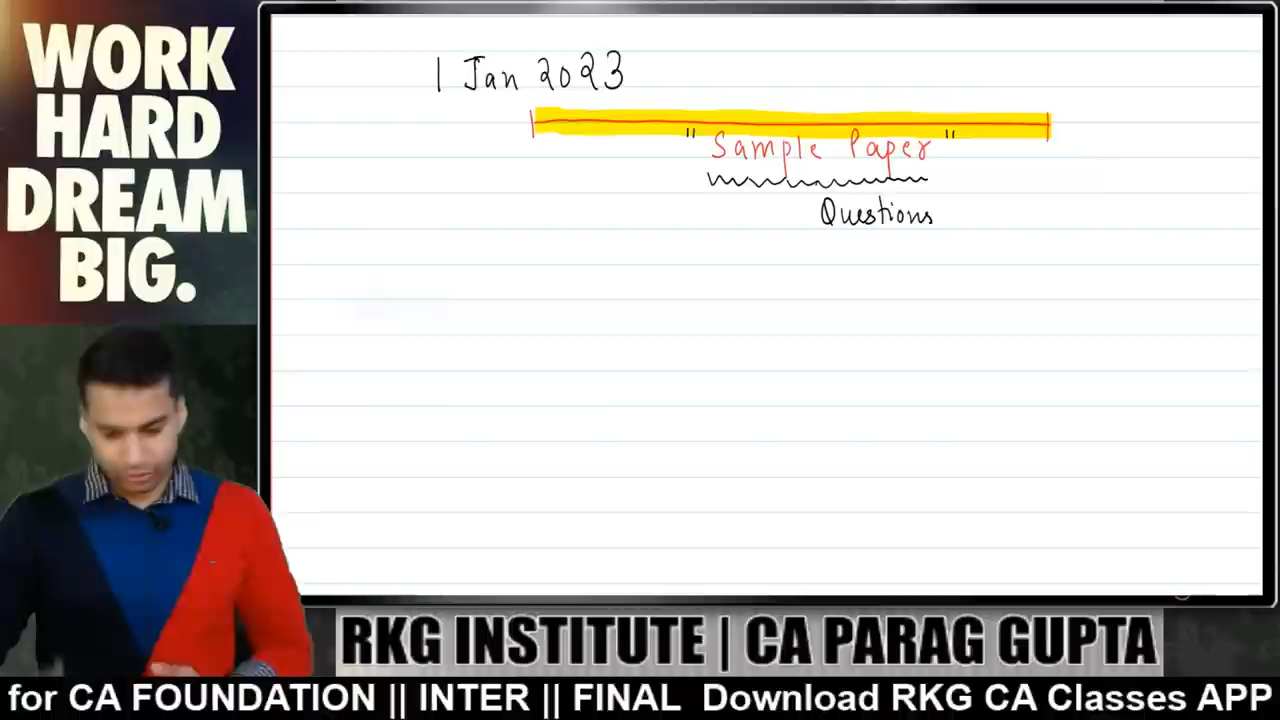 WORK
HARD
DREAM
BIG.
1 Jan 2023
" Sample Paper "
Questions
RKG INSTITUTE | CA PARAG GUPTA
for CA FOUNDATION || INTER || FINAL Download RKG CA Classes APP